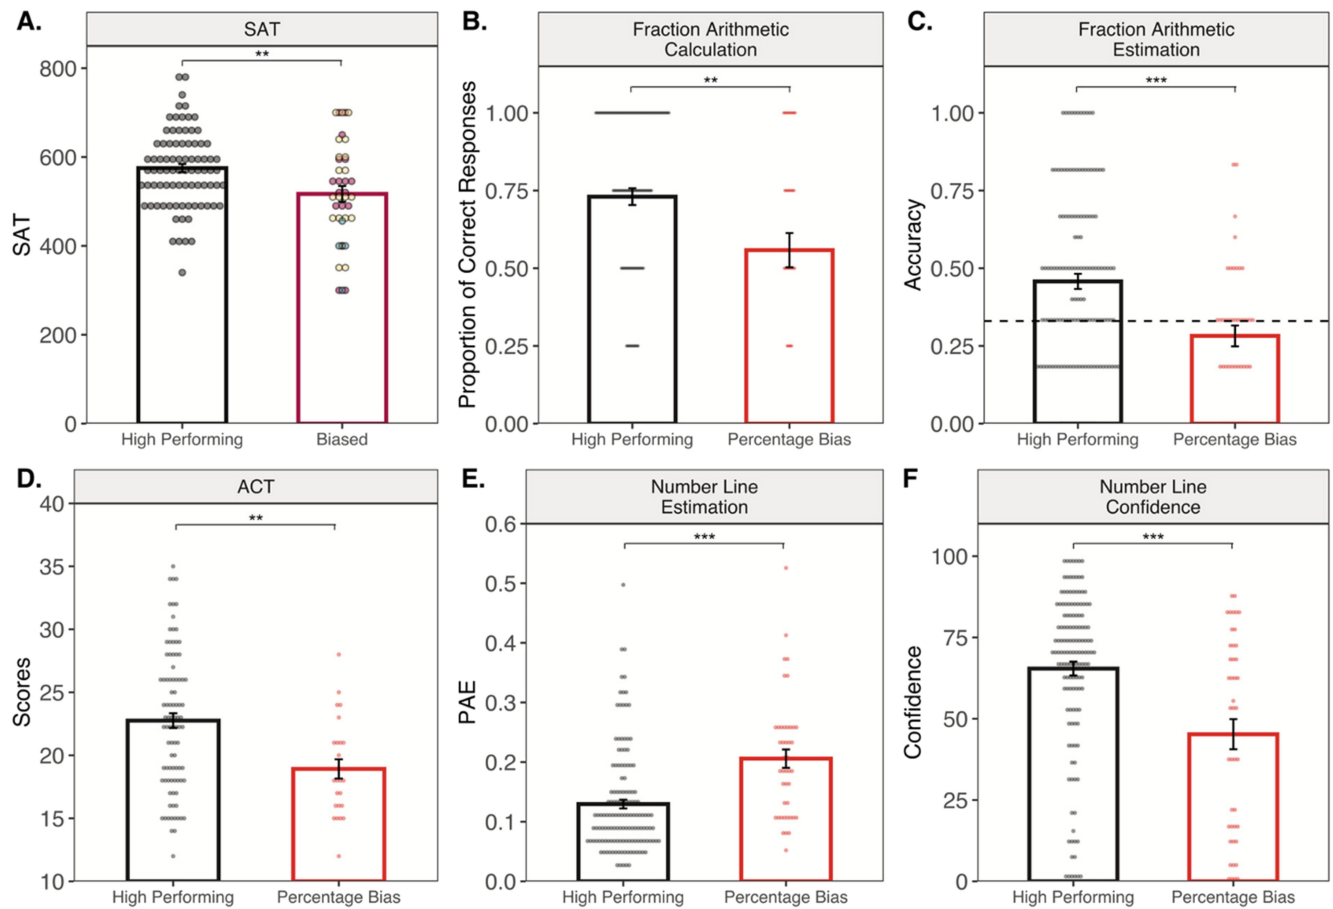 A.
SAT
**
800
600
400
200
0
SAT
High Performing
Biased
B.
Fraction Arithmetic
Calculation
**
1.00
0.75
0.50
0.25
0.00
Proportion of Correct Responses
High Performing
Percentage Bias
C.
Fraction Arithmetic
Estimation
***
1.00
0.75
0.50
0.25
0.00
Accuracy
High Performing
Percentage Bias
D.
ACT
**
40
35
30
25
20
15
10
Scores
High Performing
Percentage Bias
E.
Number Line
Estimation
***
0.6
0.5
0.4
0.3
0.2
0.1
0.0
PAE
High Performing
Percentage Bias
F
Number Line
Confidence
***
100
75
50
25
0
Confidence
High Performing
Percentage Bias